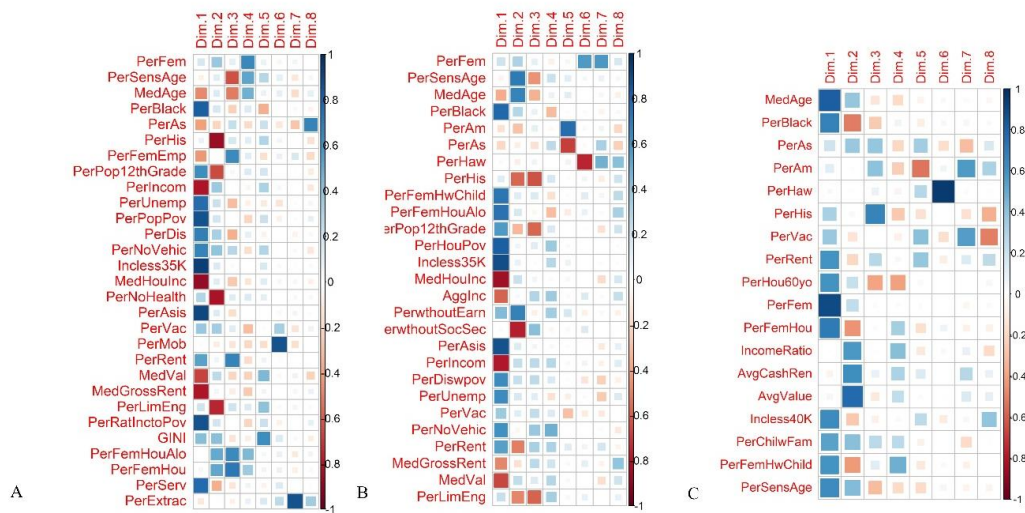 Dim.1 Dim.2 Dim.3 Dim.4 Dim.5 Dim.6 Dim.7 Dim.8
PerFem
PerSensAge
MedAge
PerBlack
PerAs
PerHis
PerFemEmp
PerPop12thGrade
PerIncom
PerUnemp
PerPopPov
PerDis
PerNoVehic
Incless35K
MedHouInc
PerNoHealth
PerAsis
PerVac
PerMob
PerRent
MedVal
MedGrossRent
PerLimEng
PerRatInctoPov
GINI
PerFemHouAlo
PerFemHou
PerServ
PerExtrac
1
0.8
0.6
0.4
0.2
0
-0.2
-0.4
-0.6
-0.8
-1
A
Dim.1 Dim.2 Dim.3 Dim.4 Dim.5 Dim.6 Dim.7 Dim.8
PerFem
PerSensAge
MedAge
PerBlack
PerAm
PerAs
PerHaw
PerHis
PerFemHwChild
PerFemHouAlo
erPop12thGrade
PerHouPov
Incless35K
MedHouInc
AggInc
PerwthoutEarn
erwthoutSocSec
PerAsis
PerIncom
PerDiswpov
PerUnemp
PerVac
PerNoVehic
PerRent
MedGrossRent
MedVal
PerLimEng
1
0.8
0.6
0.4
0.2
0
-0.2
-0.4
-0.6
-0.8
-1
B
Dim.1 Dim.2 Dim.3 Dim.4 Dim.5 Dim.6 Dim.7 Dim.8
MedAge
PerBlack
PerAs
PerAm
PerHaw
PerHis
PerVac
PerRent
PerHou60yo
PerFem
PerFemHou
IncomeRatio
AvgCashRen
AvgValue
Incless40K
PerChilwFam
PerFemHwChild
PerSensAge
1
0.8
0.6
0.4
0.2
0
-0.2
-0.4
-0.6
-0.8
-1
C